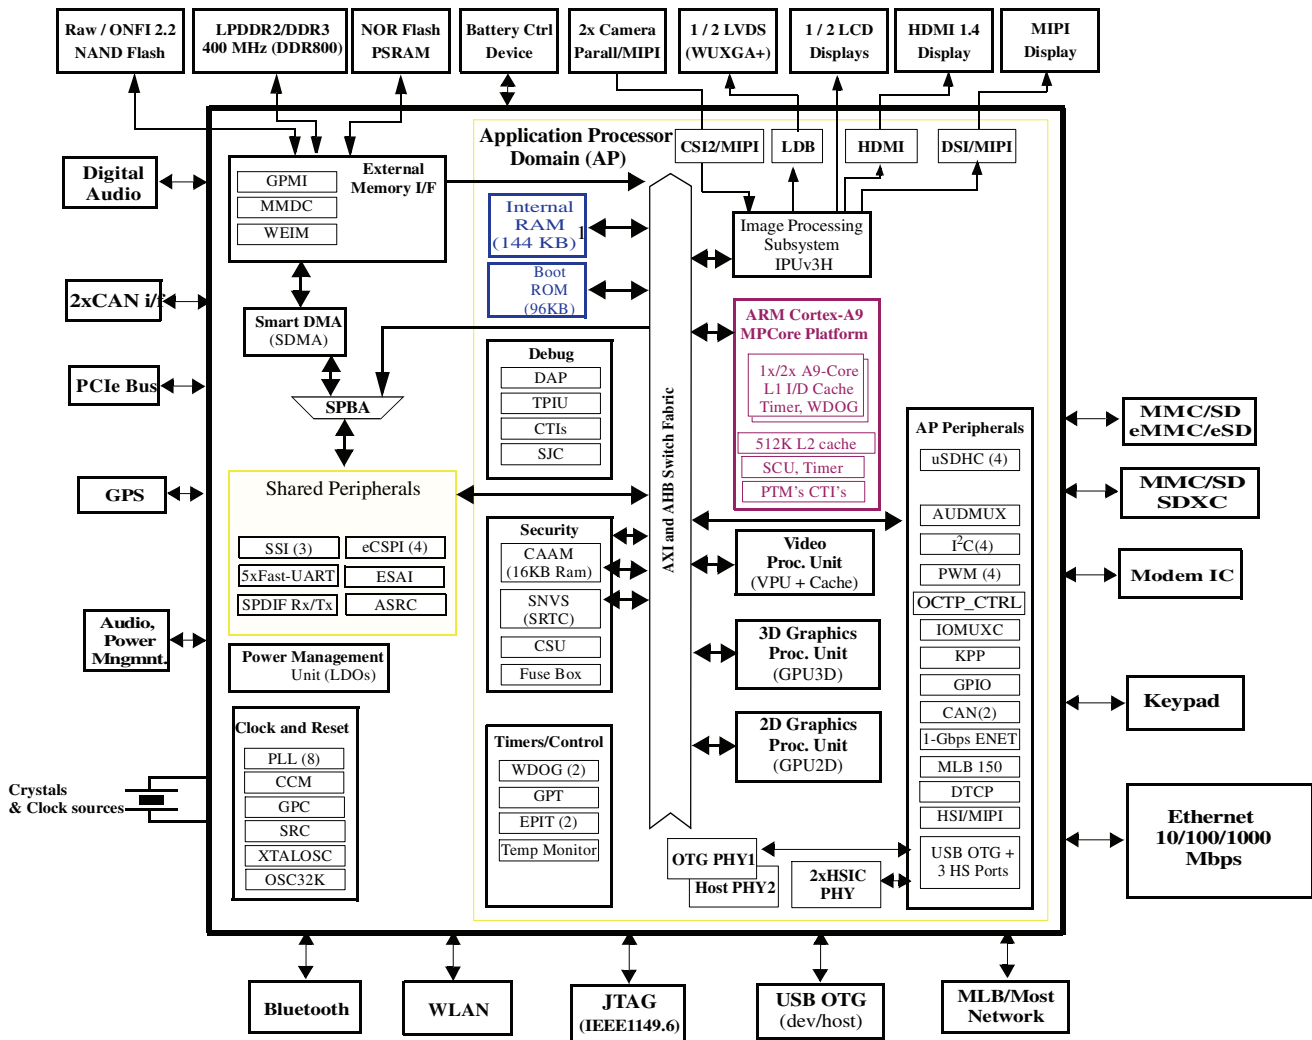 Raw / ONFI 2.2
NAND Flash
LPDDR2/DDR3
400 MHz (DDR800)
NOR Flash
PSRAM
Battery Ctrl
Device
2x Camera
Parall/MIPI
1 / 2 LVDS
(WUXGA+)
1 / 2 LCD
Displays
HDMI 1.4
Display
MIPI
Display
Application Processor
Domain (AP)
CSI2/MIPI
LDB
HDMI
DSI/MIPI
External
Memory I/F
GPMI
MMDC
WEIM
Digital
Audio
2xCAN i/f
PCIe Bus
GPS
Audio,
Power
Mngmnt.
Crystals
& Clock sources
Internal
RAM
(144 KB)
1
Boot
ROM
(96KB)
Image Processing
Subsystem
IPUv3H
Smart DMA
(SDMA)
SPBA
Debug
DAP
TPIU
CTIs
SJC
AXI and AHB Switch Fabric
ARM Cortex-A9
MPCore Platform
1x/2x A9-Core
L1 I/D Cache
Timer, WDOG
512K L2 cache
SCU, Timer
PTM's CTI's
Shared Peripherals
SSI (3)
eCSPI (4)
5xFast-UART
ESAI
SPDIF Rx/Tx
ASRC
Security
CAAM
(16KB Ram)
SNVS
(SRTC)
CSU
Fuse Box
Video
Proc. Unit
(VPU + Cache)
3D Graphics
Proc. Unit
(GPU3D)
2D Graphics
Proc. Unit
(GPU2D)
Power Management
Unit (LDOs)
Clock and Reset
PLL (8)
CCM
GPC
SRC
XTALOSC
OSC32K
Timers/Control
WDOG (2)
GPT
EPIT (2)
Temp Monitor
OTG PHY1
Host PHY2
2xHSIC
PHY
AP Peripherals
uSDHC (4)
AUDMUX
I²C(4)
PWM (4)
OCTP_CTRL
IOMUXC
KPP
GPIO
CAN(2)
1-Gbps ENET
MLB 150
DTCP
HSI/MIPI
USB OTG +
3 HS Ports
MMC/SD
eMMC/eSD
MMC/SD
SDXC
Modem IC
Keypad
Ethernet
10/100/1000
Mbps
Bluetooth
WLAN
JTAG
(IEEE1149.6)
USB OTG
(dev/host)
MLB/Most
Network